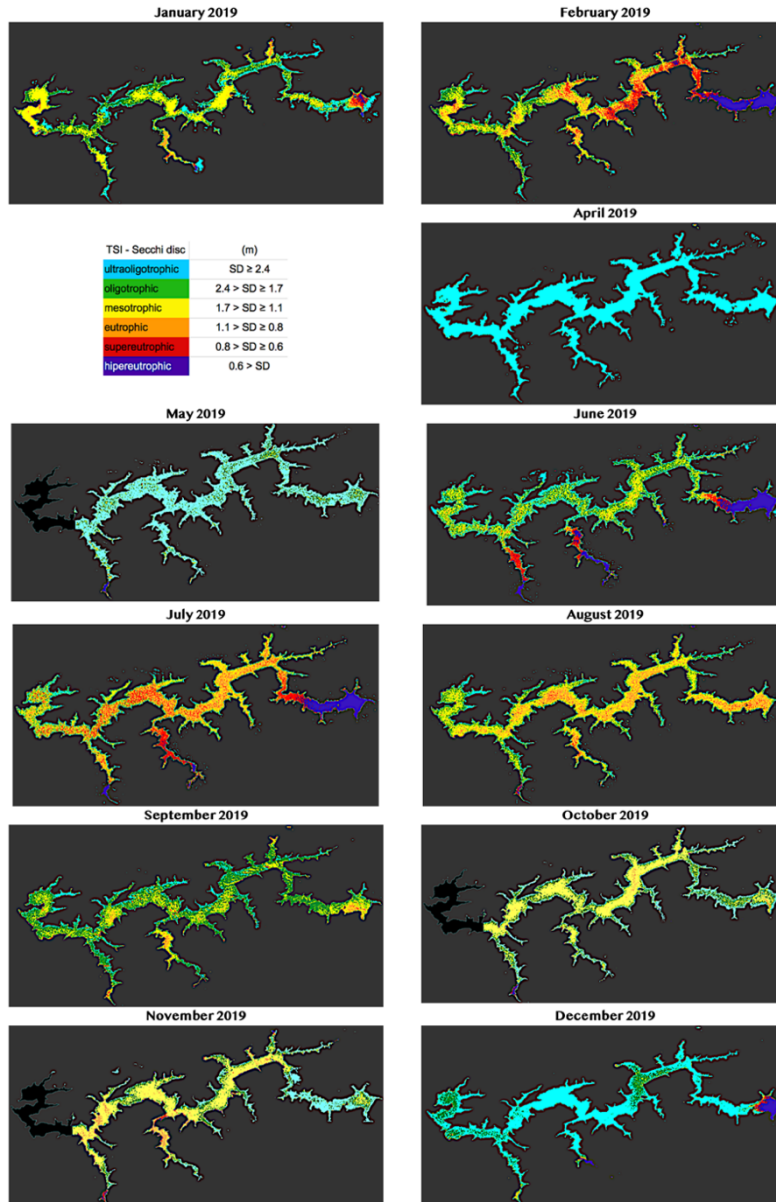 January 2019
February 2019
TSI - Secchi disc (m)
ultraoligotrophic SD ≥ 2.4
oligotrophic 2.4 > SD ≥ 1.7
mesotrophic 1.7 > SD ≥ 1.1
eutrophic 1.1 > SD ≥ 0.8
supereutrophic 0.8 > SD ≥ 0.6
hipereutrophic 0.6 > SD
April 2019
May 2019
June 2019
July 2019
August 2019
September 2019
October 2019
November 2019
December 2019